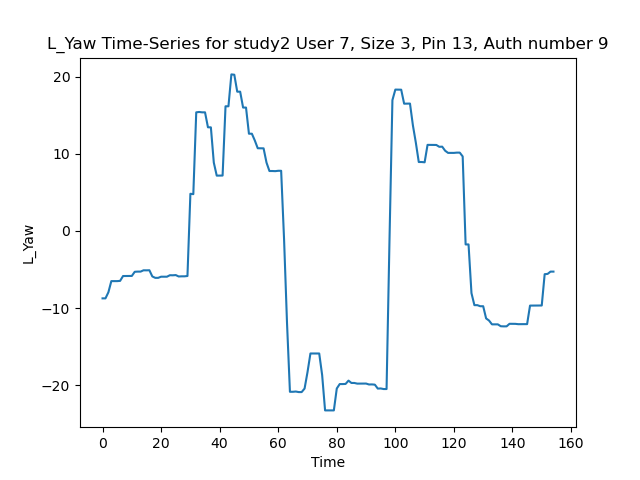 L_Yaw Time-Series for study2 User 7, Size 3, Pin 13, Auth number 9
20
10
0
−10
−20
L_Yaw
0 20 40 60 80 100 120 140 160
Time